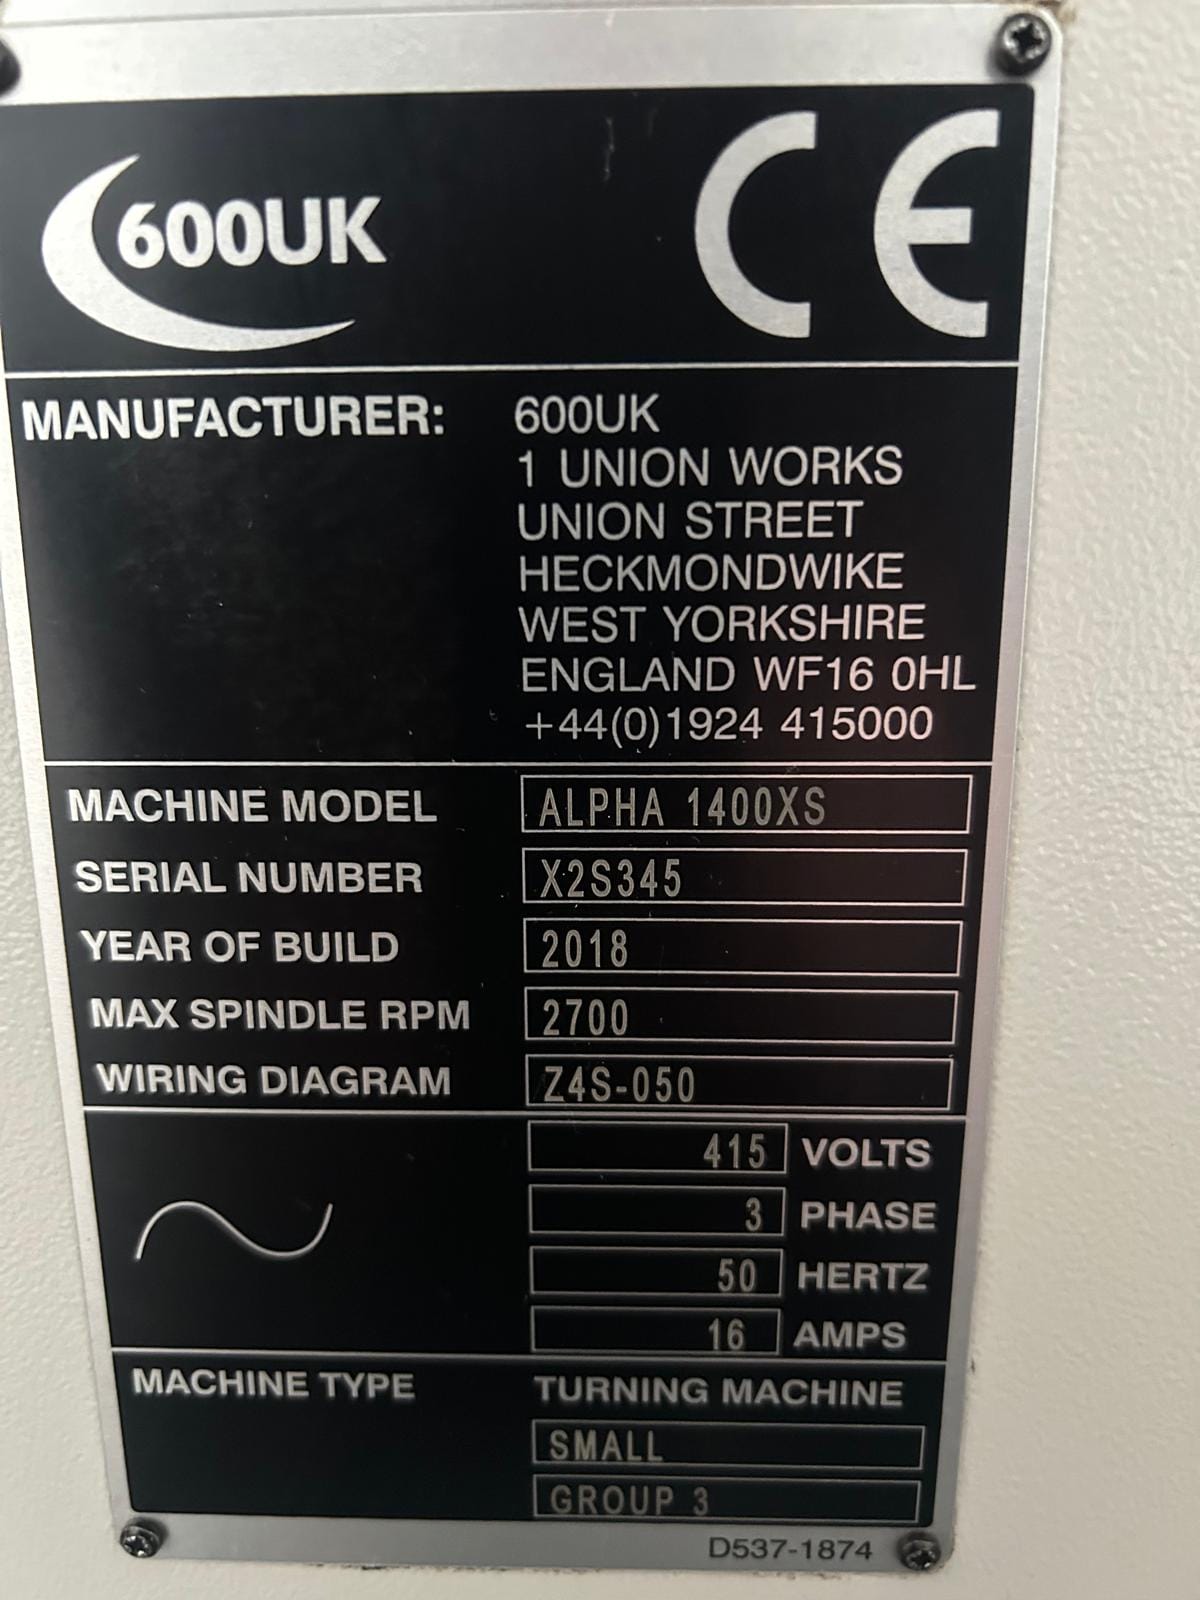 600UK CE
MANUFACTURER: 600UK
1 UNION WORKS
UNION STREET
HECKMONDWIKE
WEST YORKSHIRE
ENGLAND WF16 0HL
+44(0)1924 415000
MACHINE MODEL ALPHA 1400XS
SERIAL NUMBER X2S345
YEAR OF BUILD 2018
MAX SPINDLE RPM 2700
WIRING DIAGRAM Z4S-050
415 VOLTS
3 PHASE
50 HERTZ
16 AMPS
MACHINE TYPE TURNING MACHINE
SMALL
GROUP 3
D537-1874